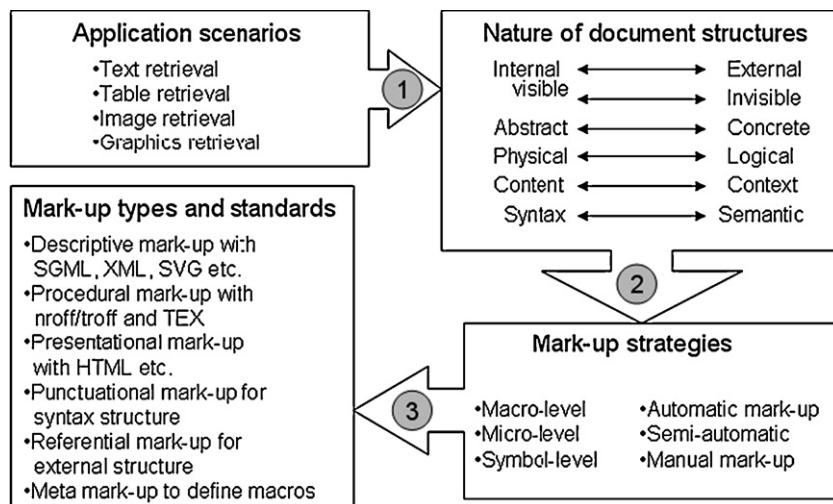 Application scenarios
•Text retrieval
•Table retrieval
•Image retrieval
•Graphics retrieval
1
Nature of document structures
Internal External
visible
Invisible
Abstract Concrete
Physical Logical
Content Context
Syntax Semantic
2
Mark-up strategies
•Macro-level •Automatic mark-up
•Micro-level •Semi-automatic
•Symbol-level •Manual mark-up
3
Mark-up types and standards
•Descriptive mark-up with
SGML, XML, SVG etc.
•Procedural mark-up with
nroff/troff and TEX
•Presentational mark-up
with HTML etc.
•Punctuational mark-up for
syntax structure
•Referential mark-up for
external structure
•Meta mark-up to define macros